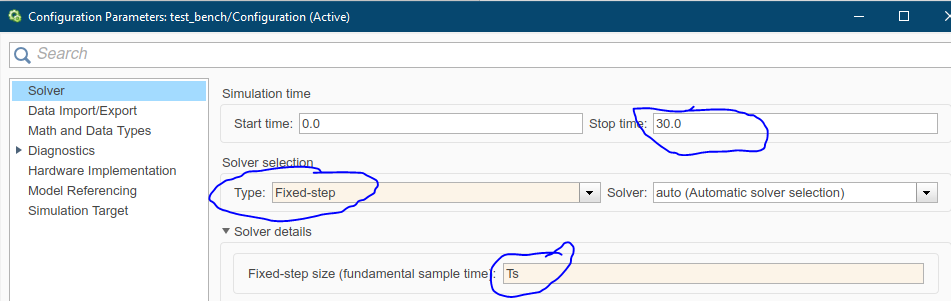 Configuration Parameters: test_bench/Configuration (Active)
Search
Solver
Data Import/Export
Math and Data Types
Diagnostics
Hardware Implementation
Model Referencing
Simulation Target
Simulation time
Start time: 0.0 Stop time: 30.0
Solver selection
Type: Fixed-step Solver: auto (Automatic solver selection)
Solver details
Fixed-step size (fundamental sample time): Ts